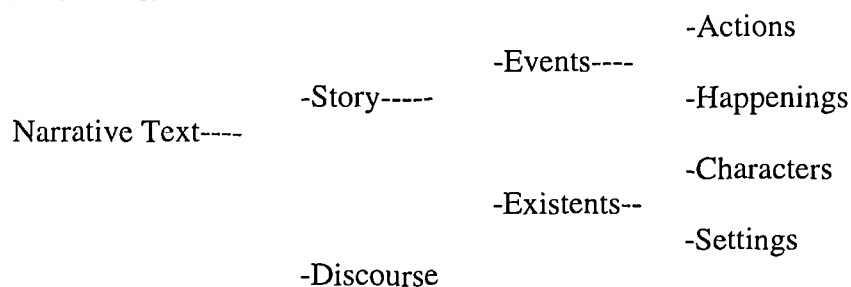 -Actions
-Events----
-Story-----
-Happenings
Narrative Text----
-Characters
-Existents--
-Settings
-Discourse